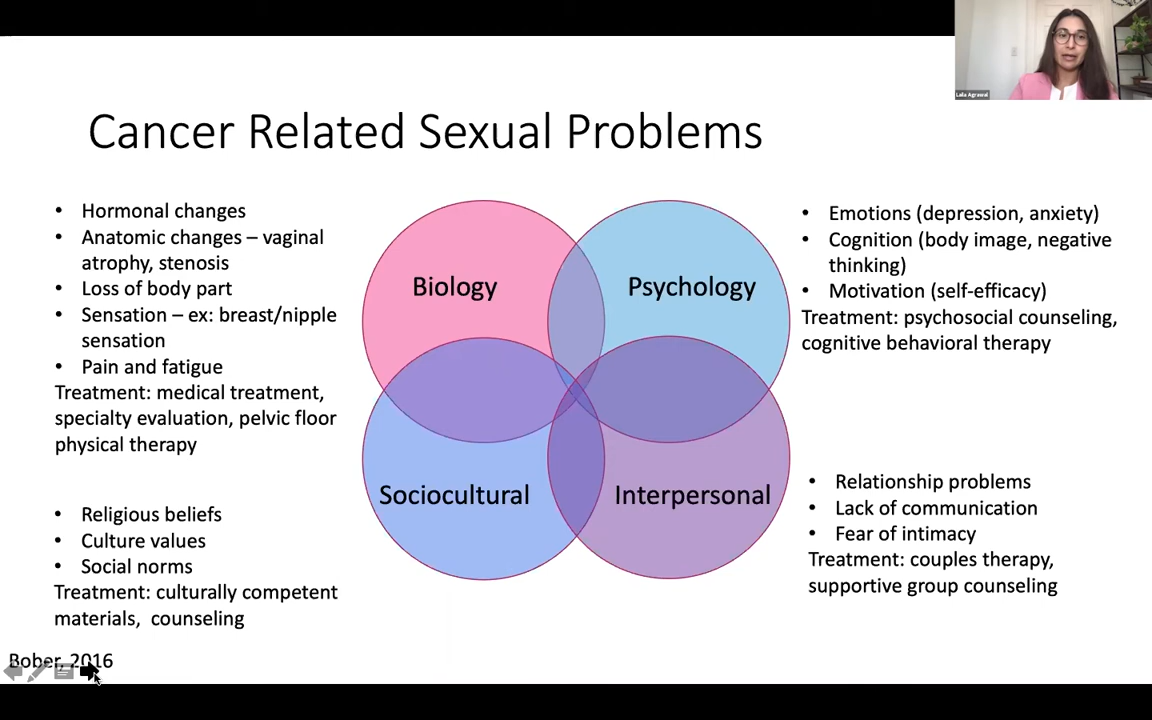 Laila Agrawal
Cancer Related Sexual Problems
• Hormonal changes
• Anatomic changes – vaginal
atrophy, stenosis
• Loss of body part
• Sensation – ex: breast/nipple
sensation
• Pain and fatigue
Treatment: medical treatment,
specialty evaluation, pelvic floor
physical therapy
Biology
Psychology
• Emotions (depression, anxiety)
• Cognition (body image, negative
thinking)
• Motivation (self-efficacy)
Treatment: psychosocial counseling,
cognitive behavioral therapy
• Religious beliefs
• Culture values
• Social norms
Treatment: culturally competent
materials,  counseling
Sociocultural
Interpersonal
• Relationship problems
• Lack of communication
• Fear of intimacy
Treatment: couples therapy,
supportive group counseling
Bober, 2016